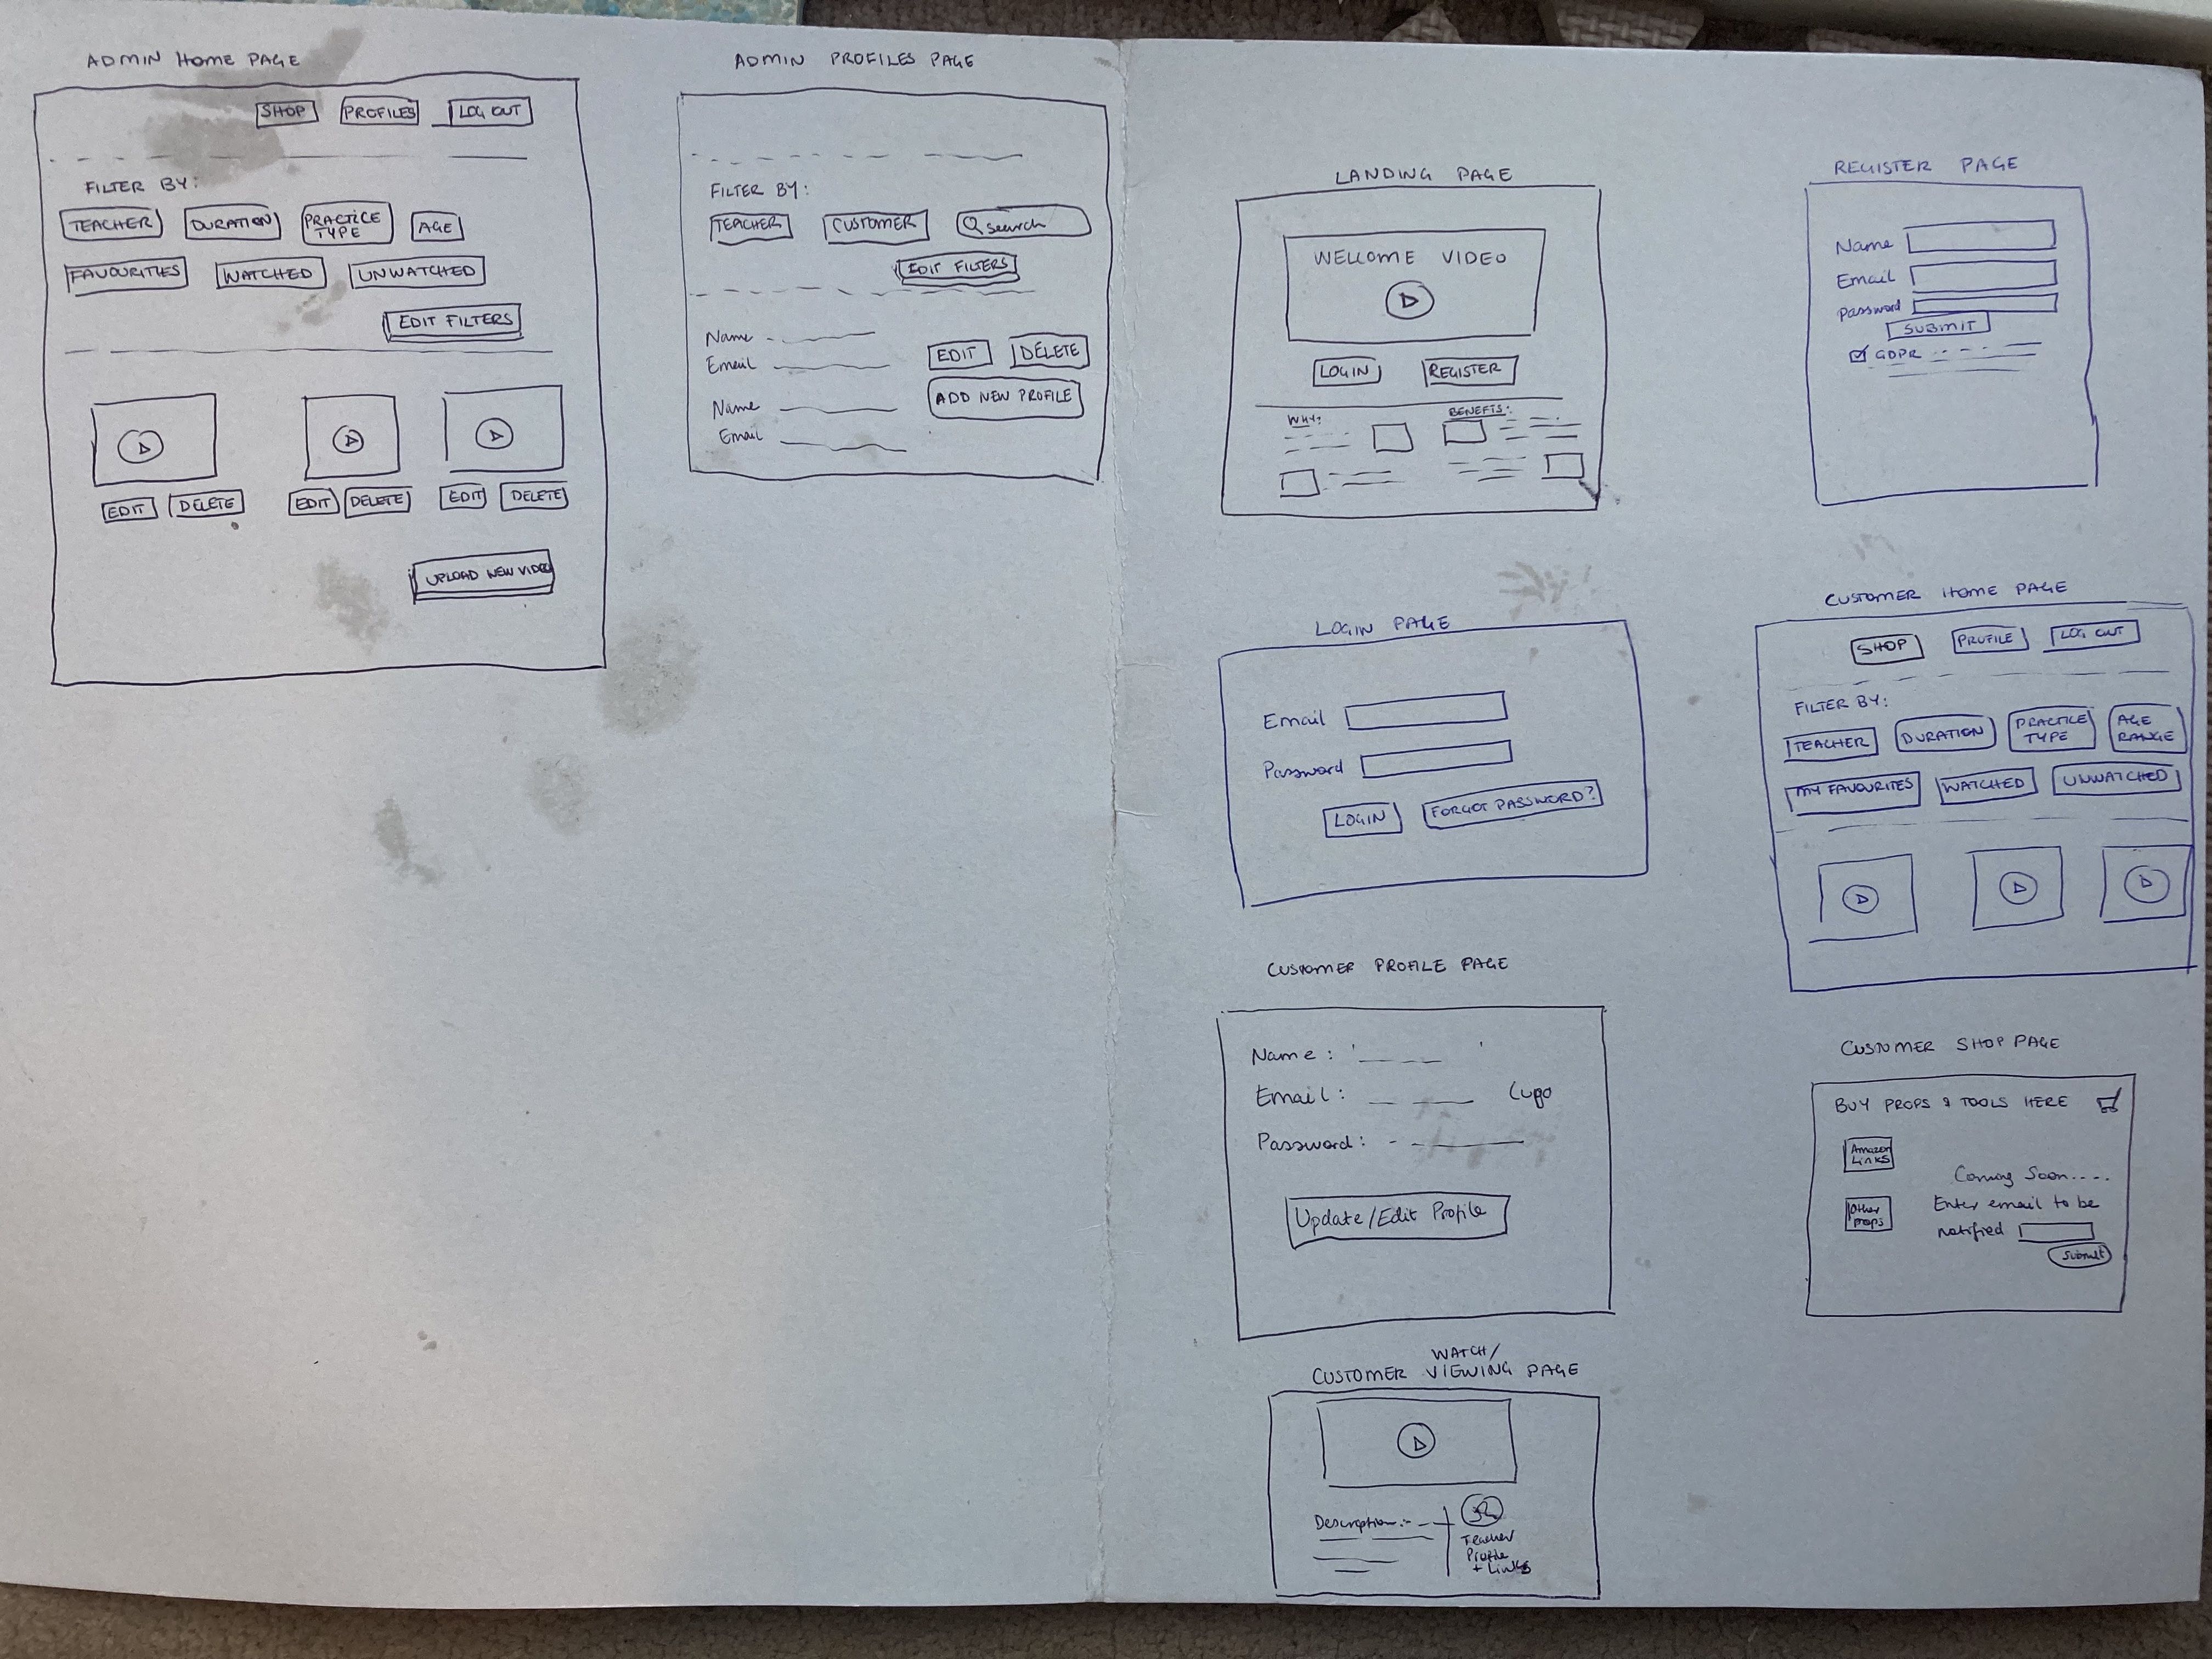 ADMIN HOME PAGE
SHOP PROFILES LOG OUT
FILTER BY:
TEACHER DURATION PRACTICE TYPE AGE
FAVOURITIES WATCHED UNWATCHED
EDIT FILTERS
EDIT DELETE EDIT DELETE EDIT DELETE
UPLOAD NEW VIDEO
ADMIN PROFILES PAGE
FILTER BY:
TEACHER CUSTOMER search
EDIT FILTERS
Name
Email
EDIT DELETE
Name
Email
ADD NEW PROFILE
LANDING PAGE
WELCOME VIDEO
LOGIN REGISTER
WHY? BENEFITS:
REGISTER PAGE
Name
Email
Password
SUBMIT
GDPR
LOGIN PAGE
Email
Password
LOGIN FORGOT PASSWORD?
CUSTOMER HOME PAGE
SHOP PROFILE LOG OUT
FILTER BY:
TEACHER DURATION PRACTICE TYPE AGE RANGE
MY FAVOURITES WATCHED UNWATCHED
CUSTOMER PROFILE PAGE
Name:
Email:
Password:
Update/Edit Profile
CUSTOMER SHOP PAGE
BUY PROPS & TOOLS HERE
Amazon
Links
Other
props
Coming Soon....
Enter email to be
notified
Submit
WATCH/
CUSTOMER VIEWING PAGE
Description:-
Teacher
Profile
+ Links